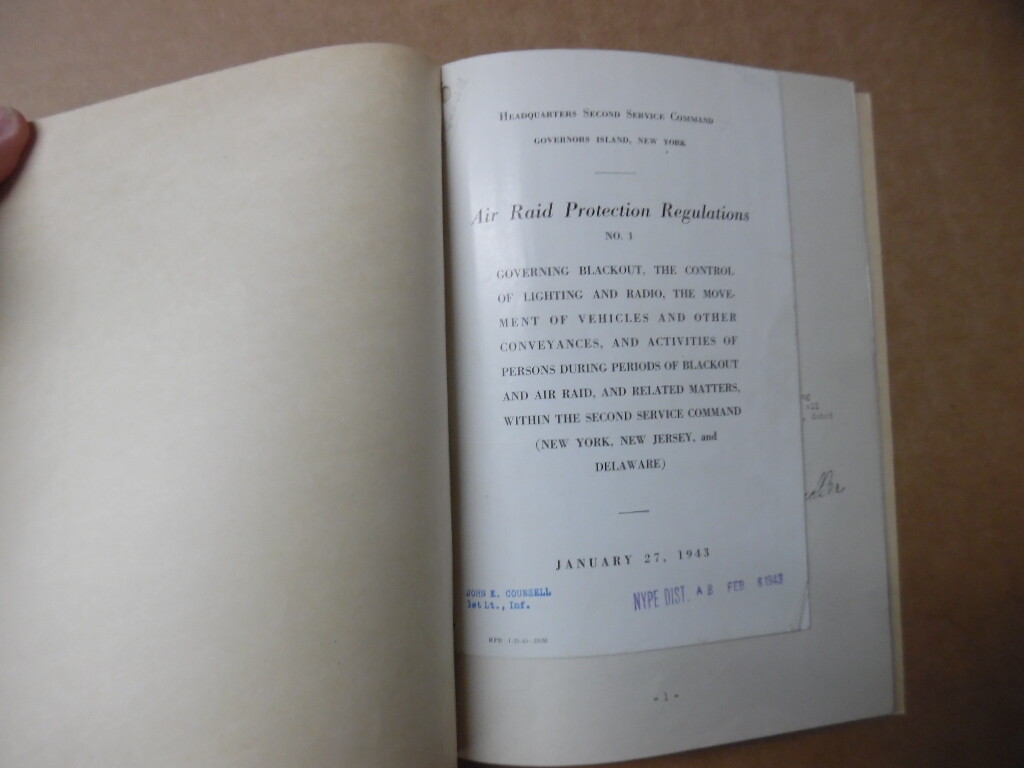 HEADQUARTERS SECOND SERVICE COMMAND
GOVERNORS ISLAND, NEW YORK
Air Raid Protection Regulations
NO. 1
GOVERNING BLACKOUT, THE CONTROL
OF LIGHTING AND RADIO, THE MOVE-
MENT OF VEHICLES AND OTHER
CONVEYANCES, AND ACTIVITIES OF
PERSONS DURING PERIODS OF BLACKOUT
AND AIR RAID, AND RELATED MATTERS,
WITHIN THE SECOND SERVICE COMMAND
(NEW YORK, NEW JERSEY, and
DELAWARE)
JANUARY 27, 1943
JOHN E. COURSELL
1st Lt., Inf.
NYPE DIST. A B FEB 6 1943
- 1 -